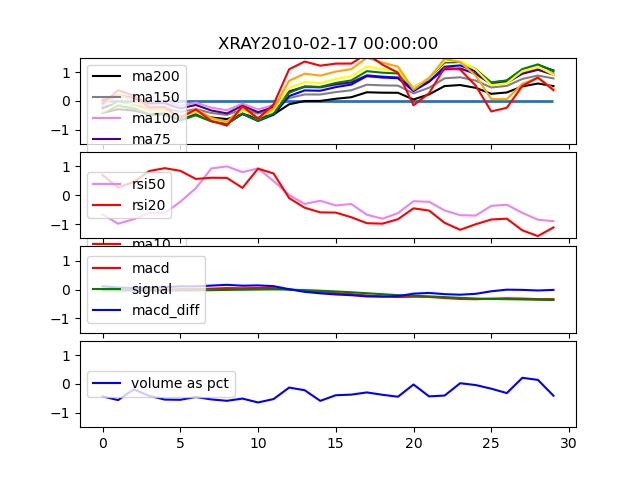 XRAY2010-02-17 00:00:00
1
0
−1
ma200
ma150
ma100
ma75
1
0
−1
rsi50
rsi20
ma10
1
0
−1
macd
signal
macd_diff
1
0
−1
volume as pct
0 5 10 15 20 25 30